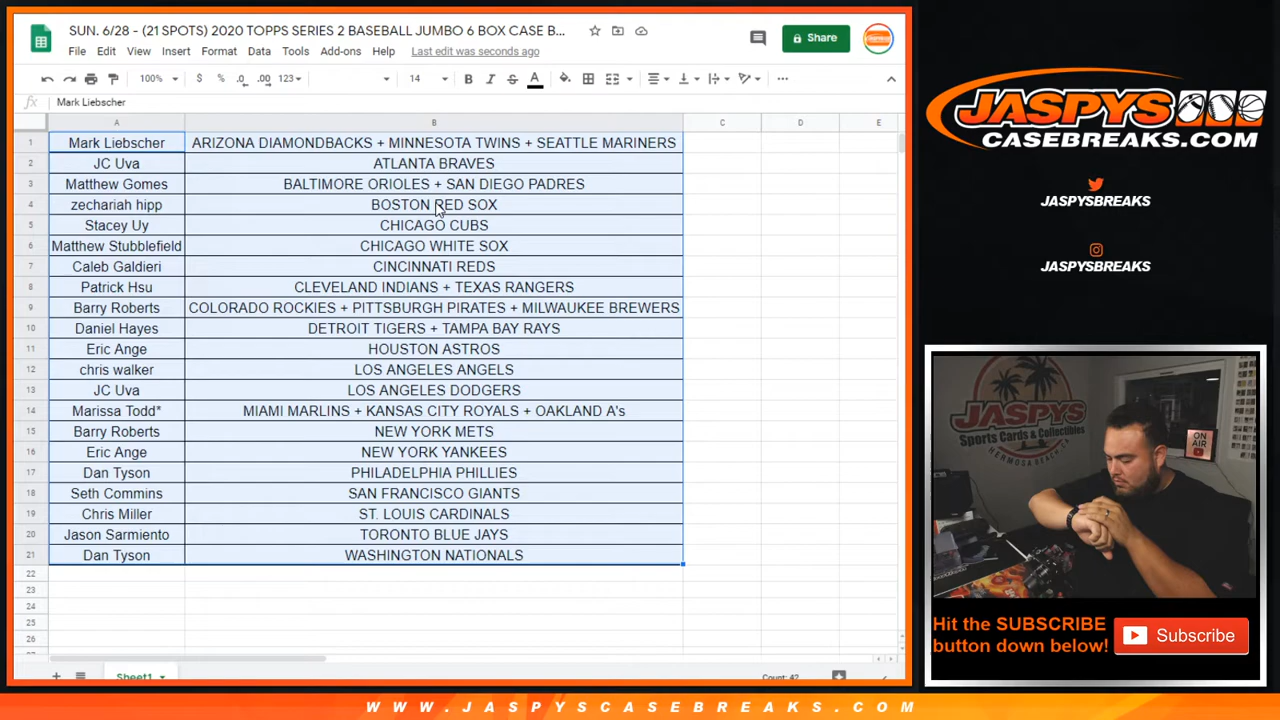 SUN. 6/28 - (21 SPOTS) 2020 TOPPS SERIES 2 BASEBALL JUMBO 6 BOX CASE B...
File Edit View Insert Format Data Tools Add-ons Help Last edit was seconds ago
Share
100% $ % .0 .00 123 14 B I S A
fx Mark Liebscher
A B C D E
1 Mark Liebscher ARIZONA DIAMONDBACKS + MINNESOTA TWINS + SEATTLE MARINERS
2 JC Uva ATLANTA BRAVES
3 Matthew Gomes BALTIMORE ORIOLES + SAN DIEGO PADRES
4 zechariah hipp BOSTON RED SOX
5 Stacey Uy CHICAGO CUBS
6 Matthew Stubblefield CHICAGO WHITE SOX
7 Caleb Galdieri CINCINNATI REDS
8 Patrick Hsu CLEVELAND INDIANS + TEXAS RANGERS
9 Barry Roberts COLORADO ROCKIES + PITTSBURGH PIRATES + MILWAUKEE BREWERS
10 Daniel Hayes DETROIT TIGERS + TAMPA BAY RAYS
11 Eric Ange HOUSTON ASTROS
12 chris walker LOS ANGELES ANGELS
13 JC Uva LOS ANGELES DODGERS
14 Marissa Todd* MIAMI MARLINS + KANSAS CITY ROYALS + OAKLAND A's
15 Barry Roberts NEW YORK METS
16 Eric Ange NEW YORK YANKEES
17 Dan Tyson PHILADELPHIA PHILLIES
18 Seth Commins SAN FRANCISCO GIANTS
19 Chris Miller ST. LOUIS CARDINALS
20 Jason Sarmiento TORONTO BLUE JAYS
21 Dan Tyson WASHINGTON NATIONALS
22
23
24
25
26
Sheet1
Count: 42
JASPYS
CASEBREAKS.COM
JASPYSBREAKS
JASPYSBREAKS
JASPYS
Sports Cards & Collectibles
HERMOSA BEACH
ON
AIR
Hit the SUBSCRIBE
button down below!
Subscribe
WWW.JASPYSCASEBREAKS.COM